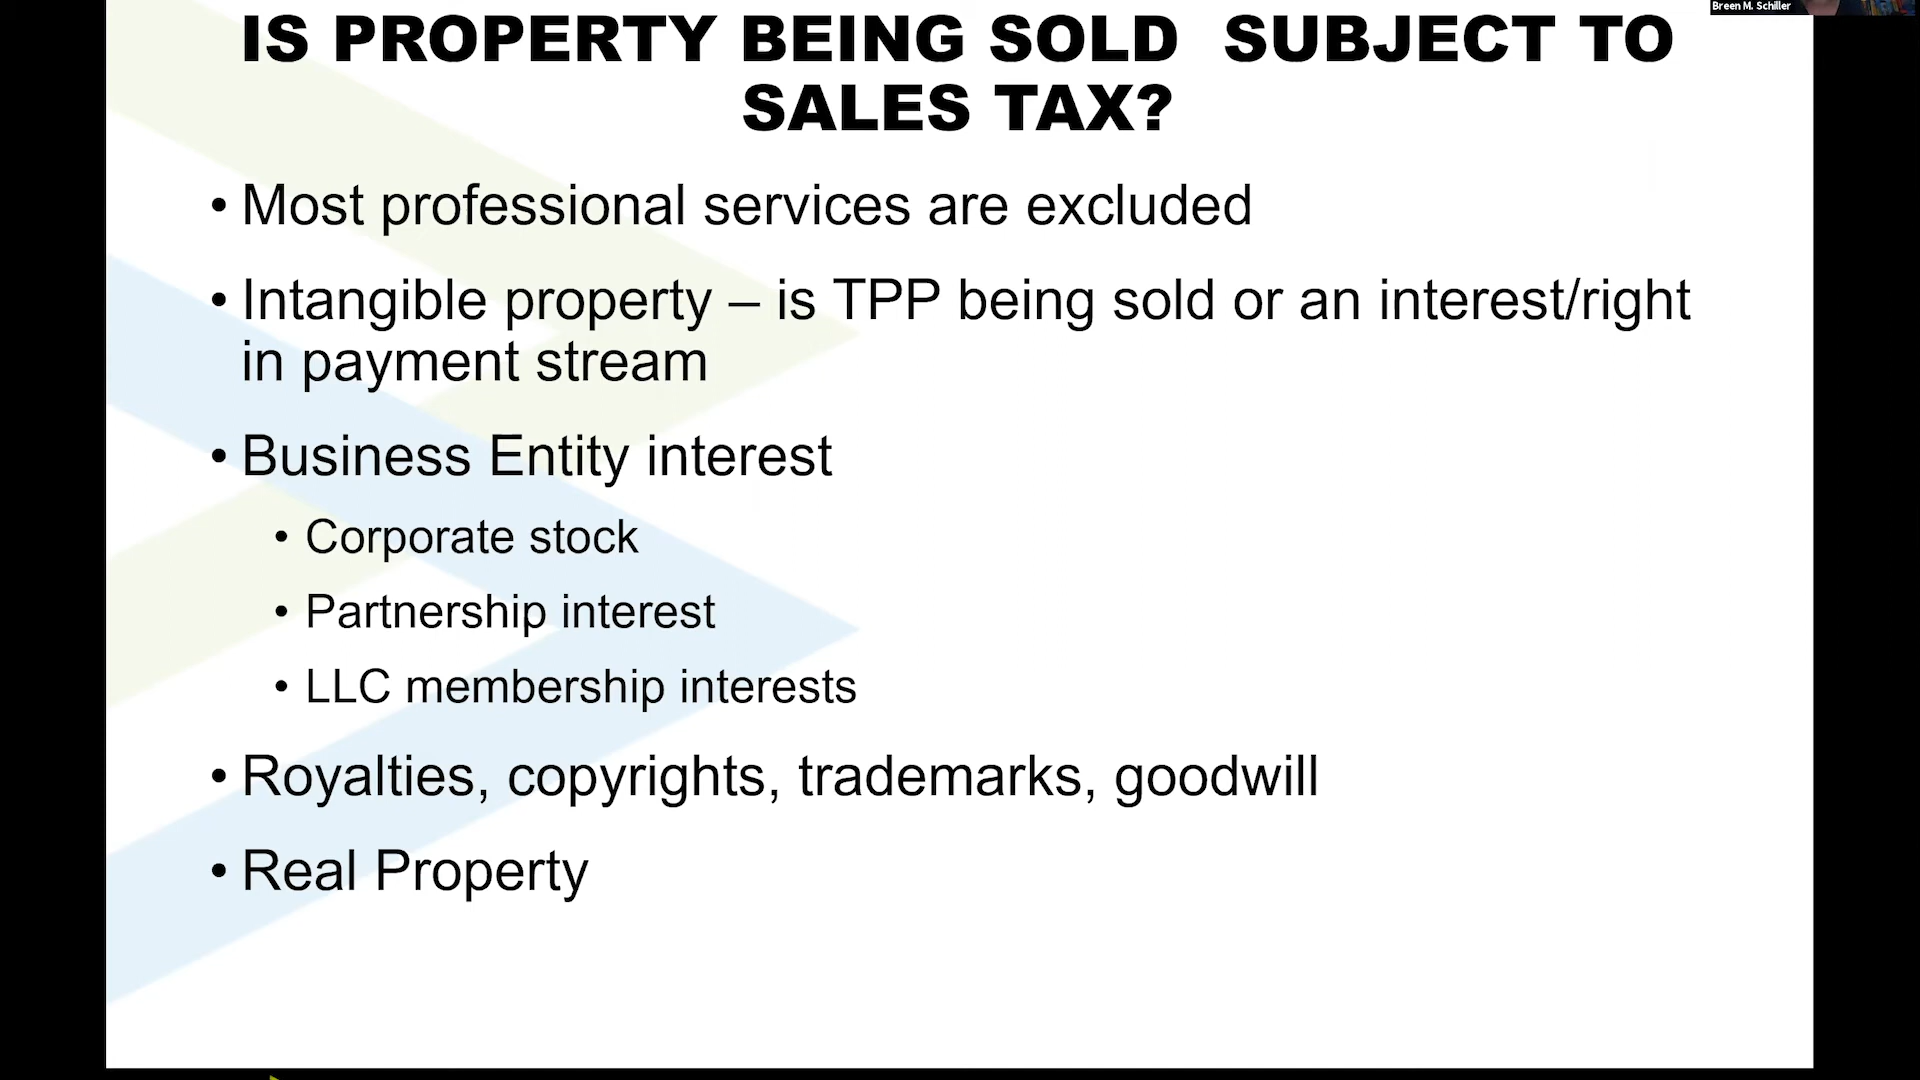 Breen M. Schiller
IS PROPERTY BEING SOLD  SUBJECT TO
SALES TAX?
• Most professional services are excluded
• Intangible property – is TPP being sold or an interest/right
in payment stream
• Business Entity interest
• Corporate stock
• Partnership interest
• LLC membership interests
• Royalties, copyrights, trademarks, goodwill
• Real Property